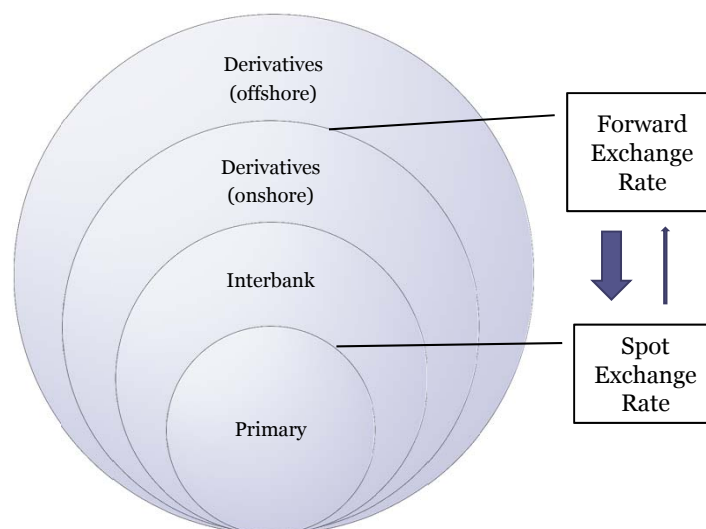 Derivatives
(offshore)
Derivatives
(onshore)
Interbank
Primary
Forward
Exchange
Rate
Spot
Exchange
Rate